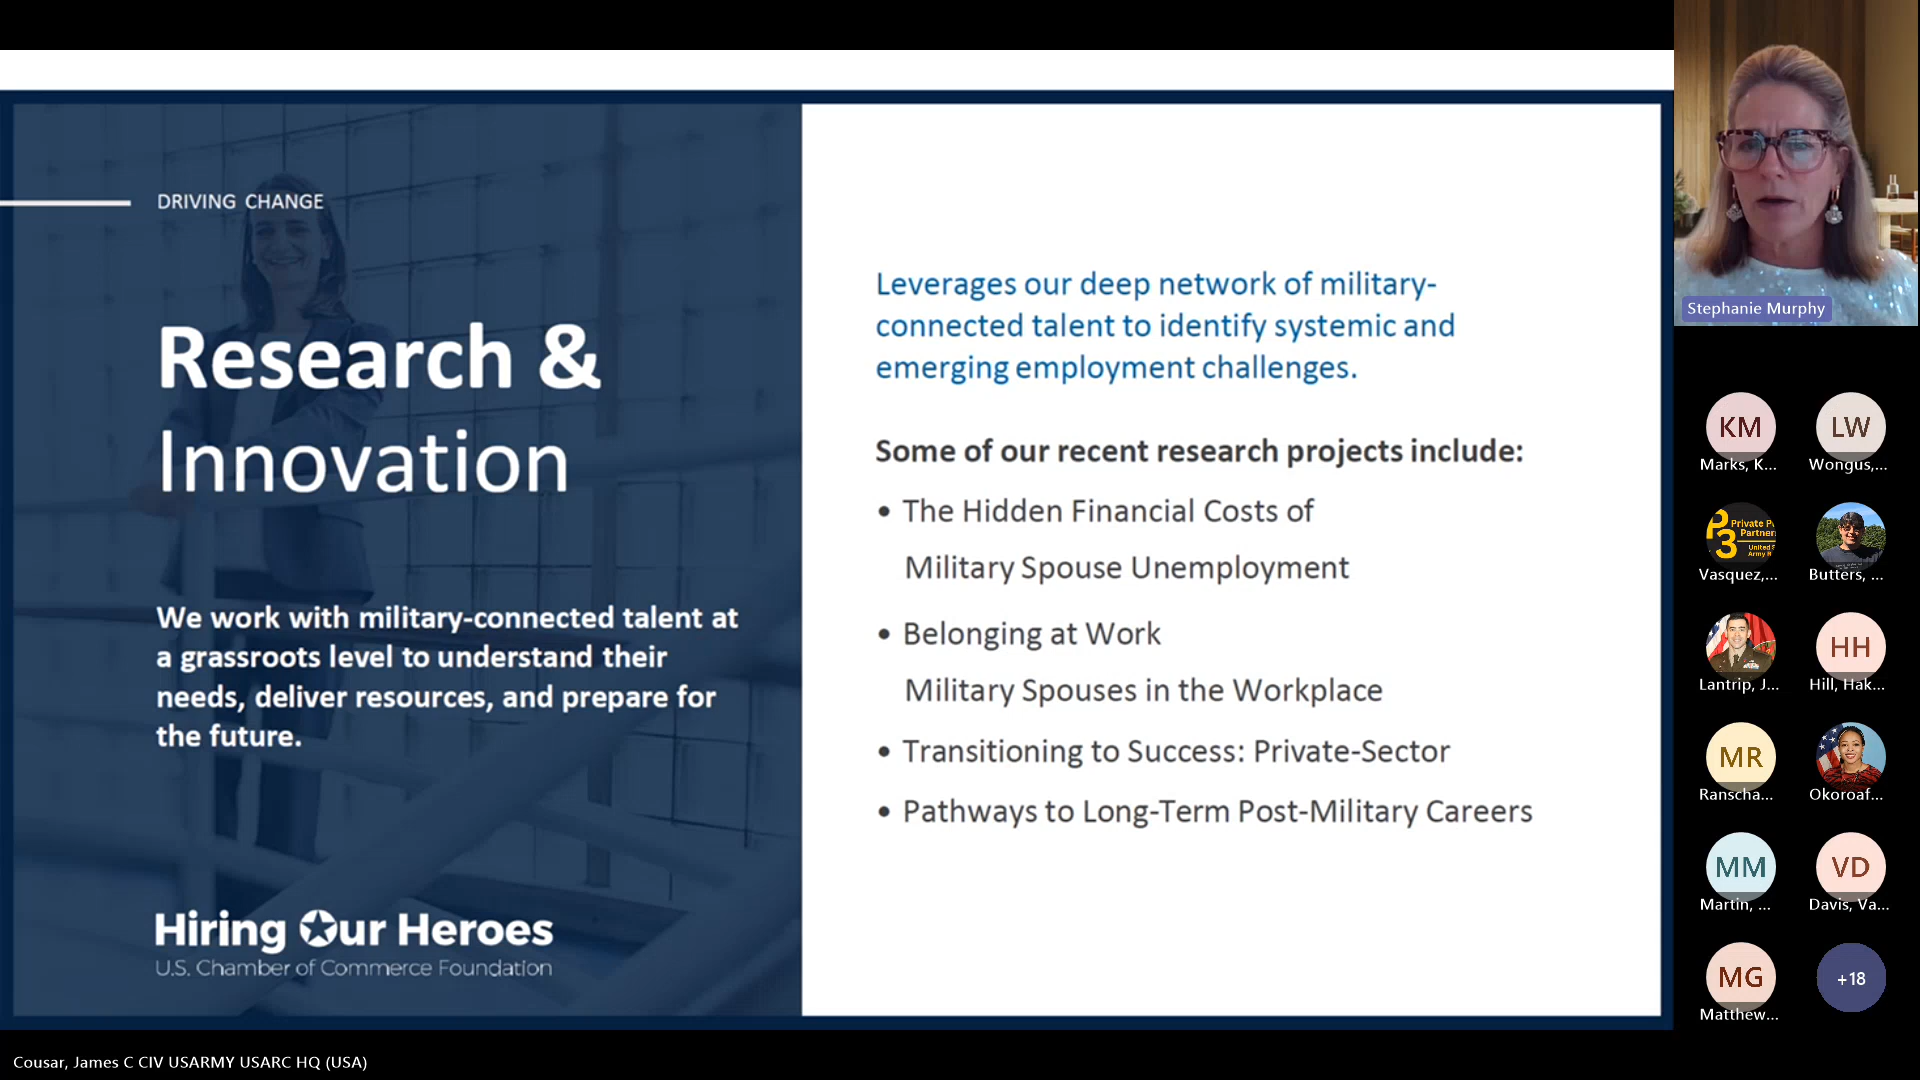 DRIVING CHANGE
Research &
Innovation
We work with military-connected talent at
a grassroots level to understand their
needs, deliver resources, and prepare for
the future.
Hiring Our Heroes
U.S. Chamber of Commerce Foundation
Leverages our deep network of military-
connected talent to identify systemic and
emerging employment challenges.
Some of our recent research projects include:
• The Hidden Financial Costs of
Military Spouse Unemployment
• Belonging at Work
Military Spouses in the Workplace
• Transitioning to Success: Private-Sector
• Pathways to Long-Term Post-Military Careers
Stephanie Murphy
KM
Marks, K...
LW
Wongus,...
P3
Private P
Partner
United S
Army R
Vasquez,...
Butters, ...
Lantrip, J...
HH
Hill, Hak...
MR
Ranscha...
Okoroaf...
MM
Martin, ...
VD
Davis, Va...
MG
Matthew...
+18
Cousar, James C CIV USARMY USARC HQ (USA)